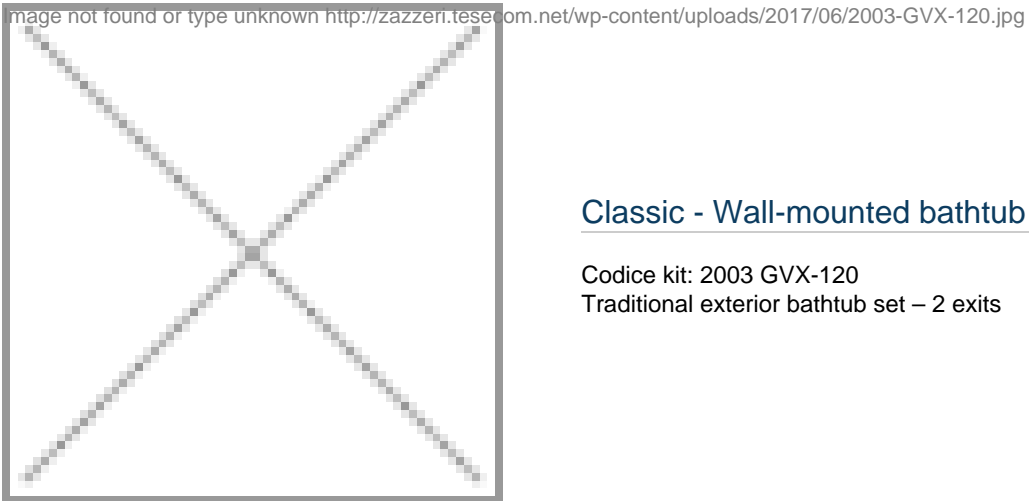 Image not found or type unknown http://zazzeri.tesecom.net/wp-content/uploads/2017/06/2003-GVX-120.jpg
Classic - Wall-mounted bathtub
Codice kit: 2003 GVX-120
Traditional exterior bathtub set – 2 exits